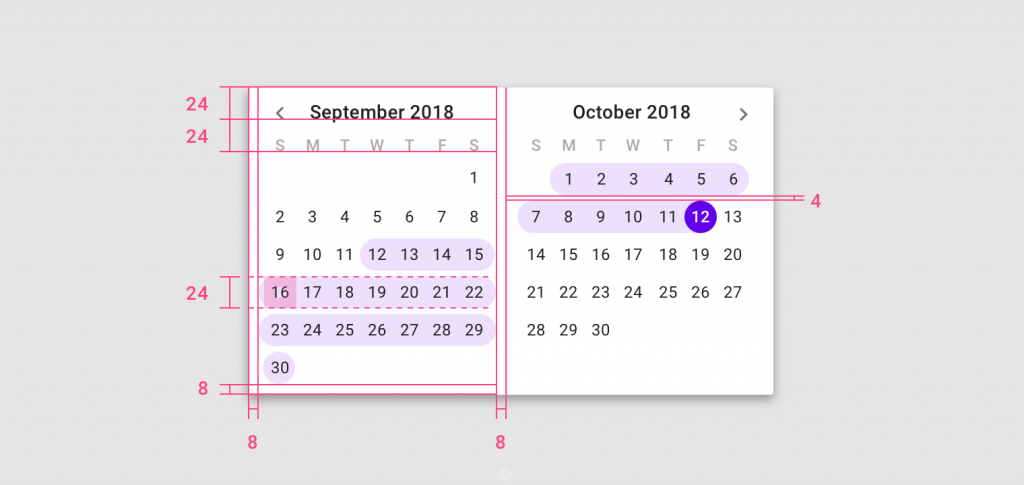 24
September 2018
October 2018
24
S M T W T F S
S M T W T F S
1
1 2 3 4 5 6
4
2 3 4 5 6 7 8
7 8 9 10 11 12 13
9 10 11 12 13 14 15
14 15 16 17 18 19 20
24
16 17 18 19 20 21 22
21 22 23 24 25 26 27
23 24 25 26 27 28 29
28 29 30
30
8
8
8